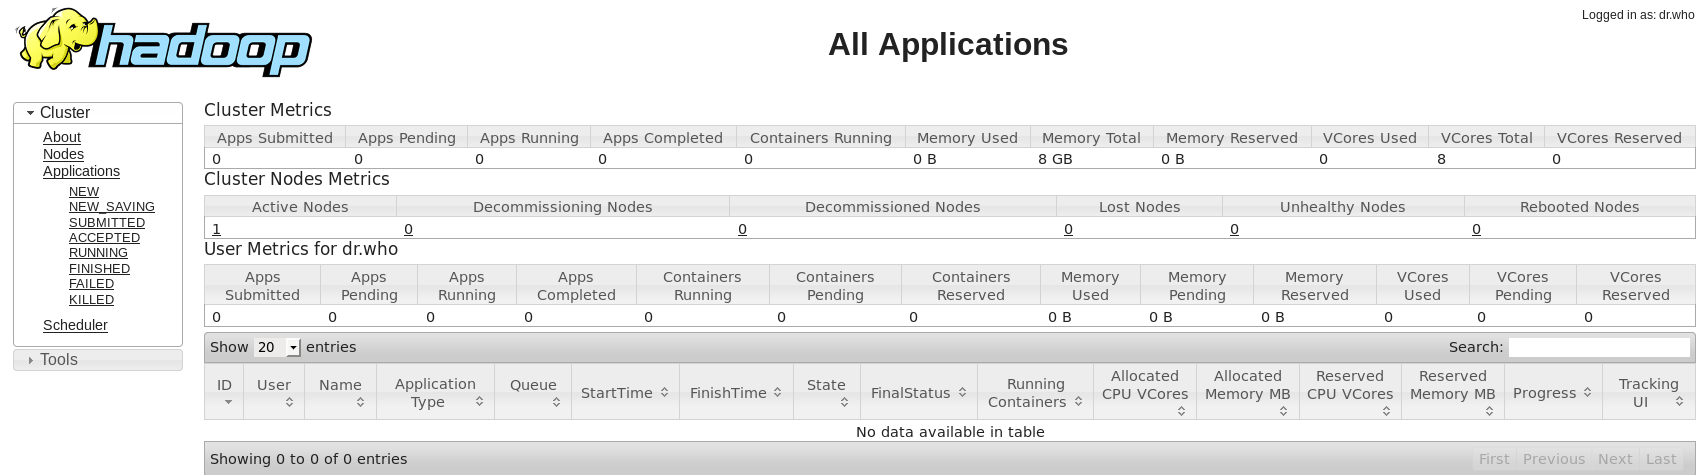 hadoop
Logged in as: dr.who
All Applications
Cluster
About
Nodes
Applications
NEW
NEW_SAVING
SUBMITTED
ACCEPTED
RUNNING
FINISHED
FAILED
KILLED
Scheduler
Tools
Cluster Metrics
Apps Submitted Apps Pending Apps Running Apps Completed Containers Running Memory Used Memory Total Memory Reserved VCores Used VCores Total VCores Reserved
0 0 0 0 0 0 B 8 GB 0 B 0 8 0
Cluster Nodes Metrics
Active Nodes Decommissioning Nodes Decommissioned Nodes Lost Nodes Unhealthy Nodes Rebooted Nodes
1 0 0 0 0 0
User Metrics for dr.who
Apps Apps Apps Apps Containers Containers Containers Memory Memory Memory VCores VCores VCores
Submitted Pending Running Completed Running Pending Reserved Used Pending Reserved Used Pending Reserved
0 0 0 0 0 0 0 0 B 0 B 0 B 0 0 0
Show 20 entries Search:
ID User Name Application Type Queue StartTime FinishTime State FinalStatus Running Containers Allocated CPU VCores Allocated Memory MB Reserved CPU VCores Reserved Memory MB Progress Tracking UI
No data available in table
Showing 0 to 0 of 0 entries First Previous Next Last